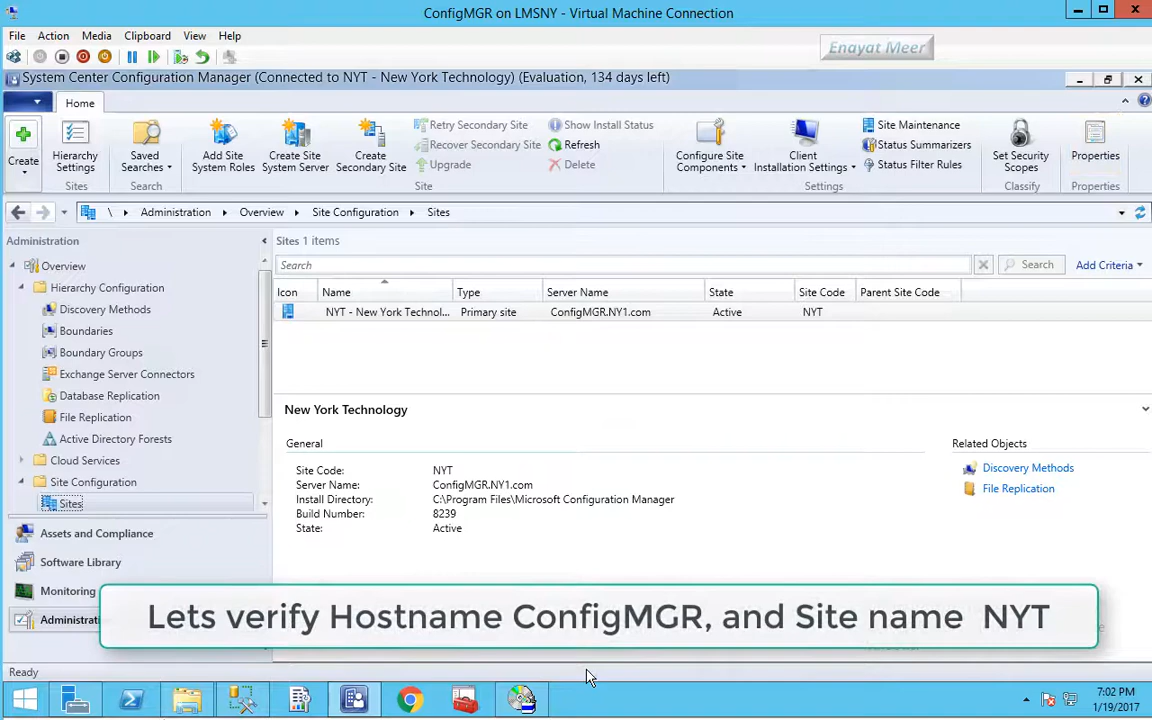 ConfigMGR on LMSNY - Virtual Machine Connection
File Action Media Clipboard View Help
Enayat Meer
System Center Configuration Manager (Connected to NYT - New York Technology) (Evaluation, 134 days left)
Home
Create
Hierarchy Settings
Sites
Saved Searches
Search
Add Site System Roles
Create Site System Server
Create Secondary Site
Retry Secondary Site
Recover Secondary Site
Upgrade
Show Install Status
Refresh
Delete
Site
Configure Site Components
Client Installation Settings
Site Maintenance
Status Summarizers
Status Filter Rules
Settings
Set Security Scopes
Classify
Properties
Properties
\ Administration Overview Site Configuration Sites
Administration
Overview
Hierarchy Configuration
Discovery Methods
Boundaries
Boundary Groups
Exchange Server Connectors
Database Replication
File Replication
Active Directory Forests
Cloud Services
Site Configuration
Sites
Assets and Compliance
Software Library
Monitoring
Administrati
Sites 1 items
Search
Search
Add Criteria
Icon Name Type Server Name State Site Code Parent Site Code
NYT - New York Technol... Primary site ConfigMGR.NY1.com Active NYT
New York Technology
General
Site Code: NYT
Server Name: ConfigMGR.NY1.com
Install Directory: C:\Program Files\Microsoft Configuration Manager
Build Number: 8239
State: Active
Related Objects
Discovery Methods
File Replication
Lets verify Hostname ConfigMGR, and Site name NYT
Ready
7:02 PM
1/19/2017